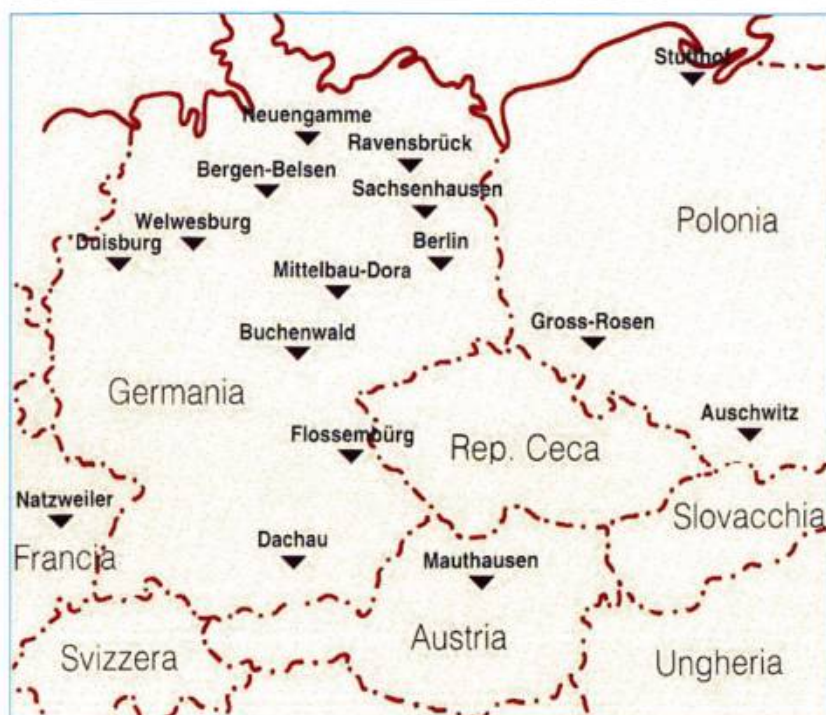 Stutthof
Neuengamme
Ravensbrück
Bergen-Belsen
Sachsenhausen
Welwesburg
Polonia
Duisburg
Berlin
Mittelbau-Dora
Gross-Rosen
Buchenwald
Germania
Auschwitz
Flossembürg
Rep. Ceca
Natzweiler
Slovacchia
Francia
Dachau
Mauthausen
Austria
Svizzera
Ungheria